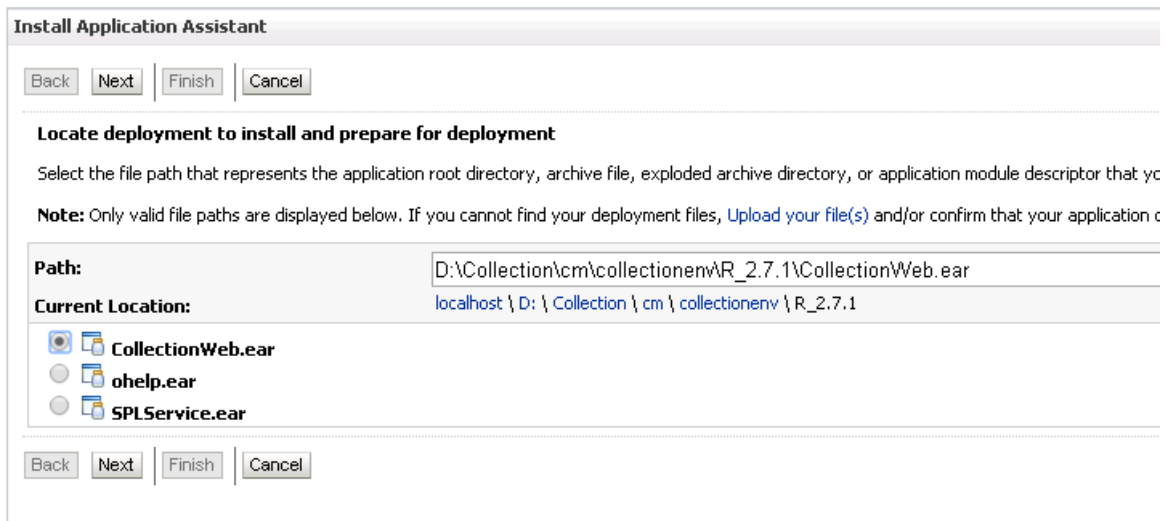 Install Application Assistant
Back Next Finish Cancel
Locate deployment to install and prepare for deployment
Select the file path that represents the application root directory, archive file, exploded archive directory, or application module descriptor that yo
Note: Only valid file paths are displayed below. If you cannot find your deployment files, Upload your file(s) and/or confirm that your application
Path: D:\Collection\cm\collectionenv\R_2.7.1\CollectionWeb.ear
Current Location: localhost \ D: \ Collection \ cm \ collectionenv \ R_2.7.1
CollectionWeb.ear
ohelp.ear
SPLService.ear
Back Next Finish Cancel